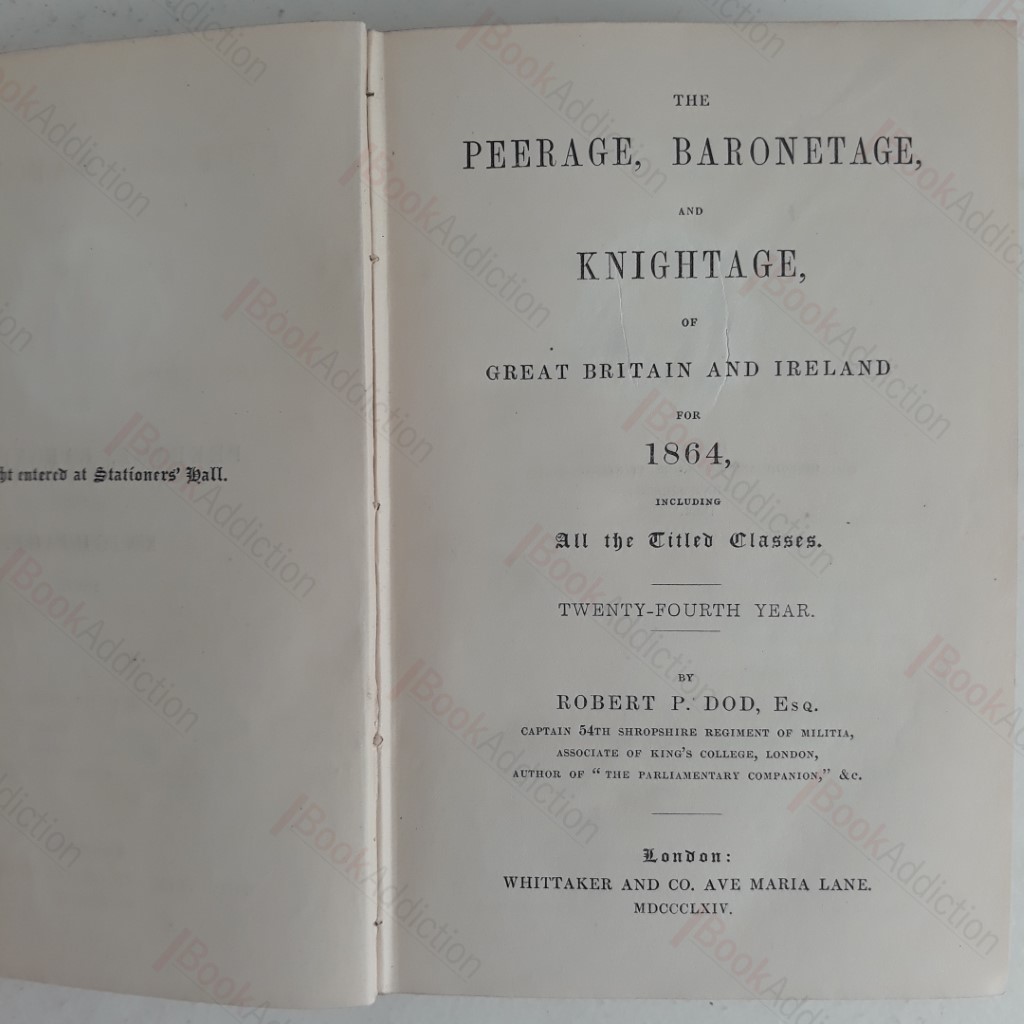 ht entered at Stationers' Hall.
THE
PEERAGE, BARONETAGE,
AND
KNIGHTAGE,
OF
GREAT BRITAIN AND IRELAND
FOR
1864,
INCLUDING
All the Titled Classes.
TWENTY-FOURTH YEAR.
BY
ROBERT P. DOD, ESQ.
CAPTAIN 54TH SHROPSHIRE REGIMENT OF MILITIA,
ASSOCIATE OF KING'S COLLEGE, LONDON,
AUTHOR OF "THE PARLIAMENTARY COMPANION," &c.
London:
WHITTAKER AND CO. AVE MARIA LANE.
MDCCCLXIV.
BookAddiction